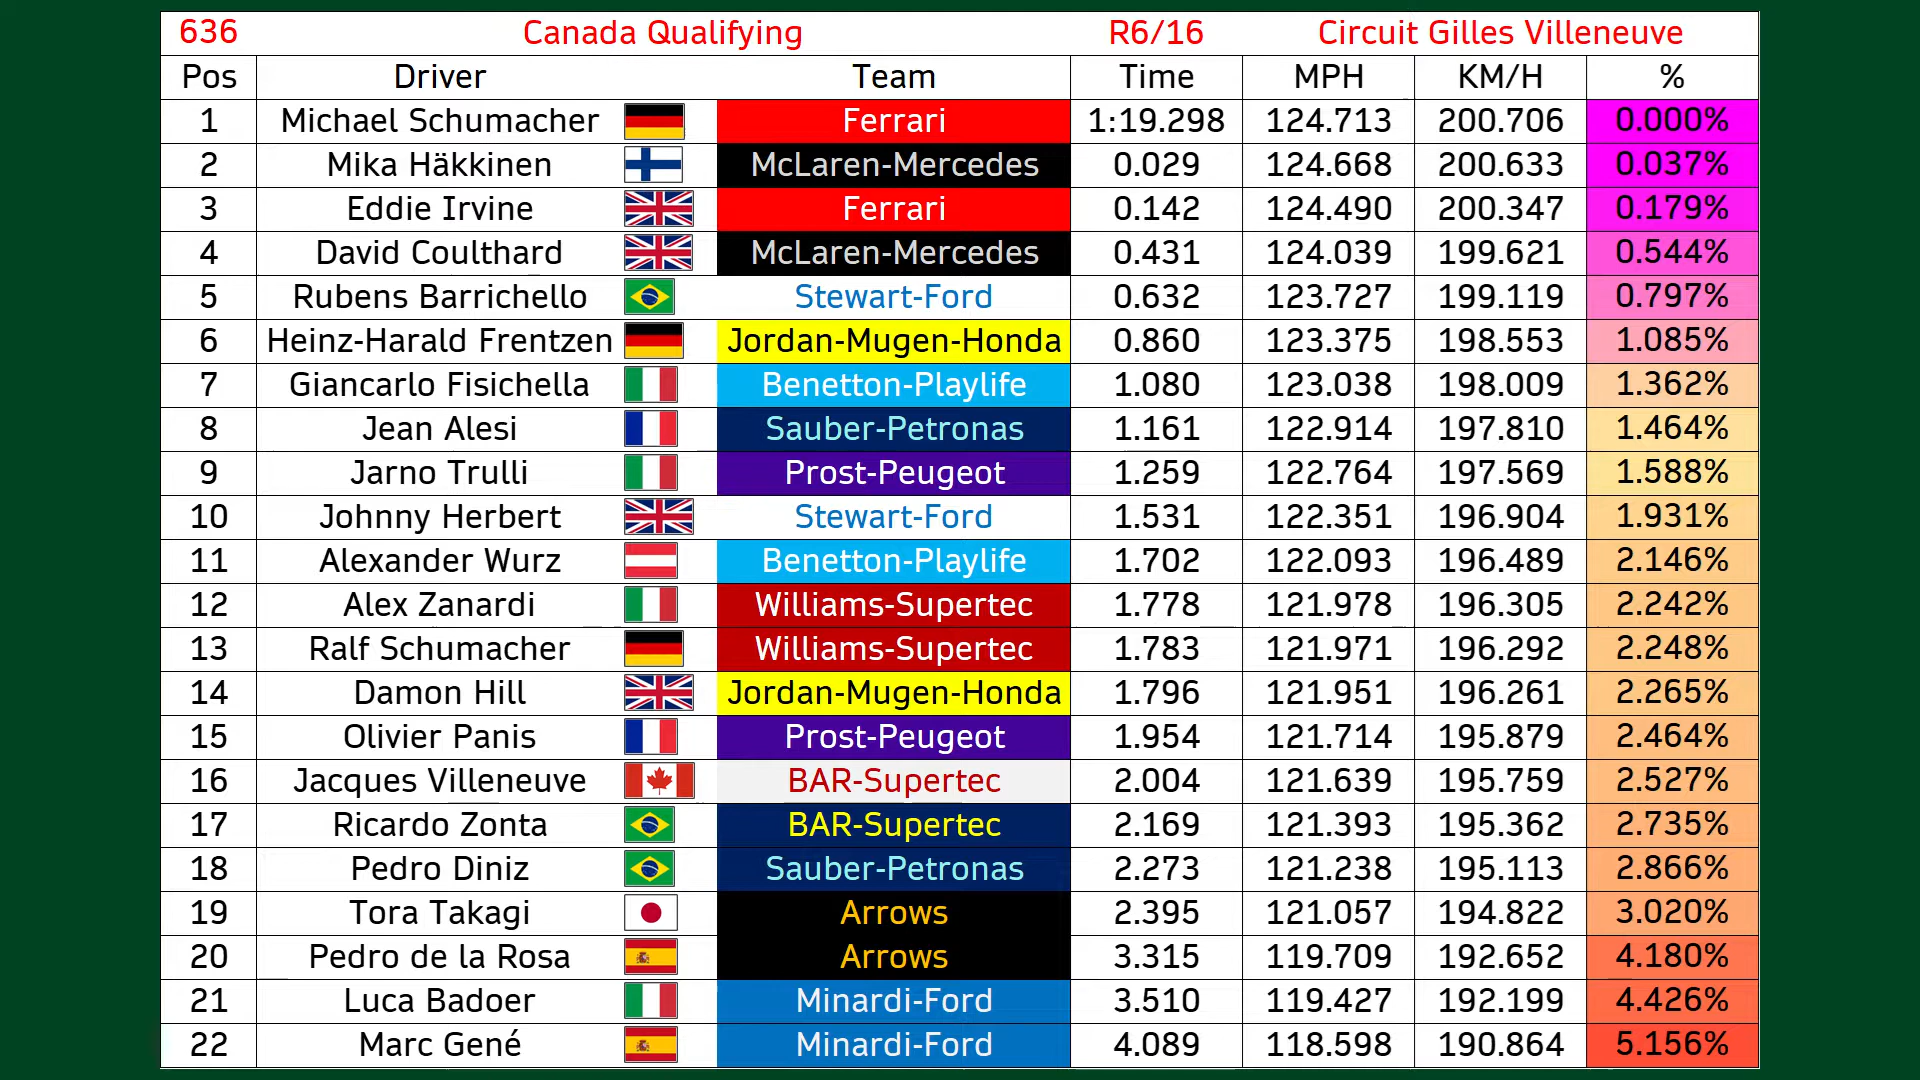 636 Canada Qualifying R6/16 Circuit Gilles Villeneuve
Pos Driver Team Time MPH KM/H %
1 Michael Schumacher Ferrari 1:19.298 124.713 200.706 0.000%
2 Mika Häkkinen McLaren-Mercedes 0.029 124.668 200.633 0.037%
3 Eddie Irvine Ferrari 0.142 124.490 200.347 0.179%
4 David Coulthard McLaren-Mercedes 0.431 124.039 199.621 0.544%
5 Rubens Barrichello Stewart-Ford 0.632 123.727 199.119 0.797%
6 Heinz-Harald Frentzen Jordan-Mugen-Honda 0.860 123.375 198.553 1.085%
7 Giancarlo Fisichella Benetton-Playlife 1.080 123.038 198.009 1.362%
8 Jean Alesi Sauber-Petronas 1.161 122.914 197.810 1.464%
9 Jarno Trulli Prost-Peugeot 1.259 122.764 197.569 1.588%
10 Johnny Herbert Stewart-Ford 1.531 122.351 196.904 1.931%
11 Alexander Wurz Benetton-Playlife 1.702 122.093 196.489 2.146%
12 Alex Zanardi Williams-Supertec 1.778 121.978 196.305 2.242%
13 Ralf Schumacher Williams-Supertec 1.783 121.971 196.292 2.248%
14 Damon Hill Jordan-Mugen-Honda 1.796 121.951 196.261 2.265%
15 Olivier Panis Prost-Peugeot 1.954 121.714 195.879 2.464%
16 Jacques Villeneuve BAR-Supertec 2.004 121.639 195.759 2.527%
17 Ricardo Zonta BAR-Supertec 2.169 121.393 195.362 2.735%
18 Pedro Diniz Sauber-Petronas 2.273 121.238 195.113 2.866%
19 Tora Takagi Arrows 2.395 121.057 194.822 3.020%
20 Pedro de la Rosa Arrows 3.315 119.709 192.652 4.180%
21 Luca Badoer Minardi-Ford 3.510 119.427 192.199 4.426%
22 Marc Gené Minardi-Ford 4.089 118.598 190.864 5.156%